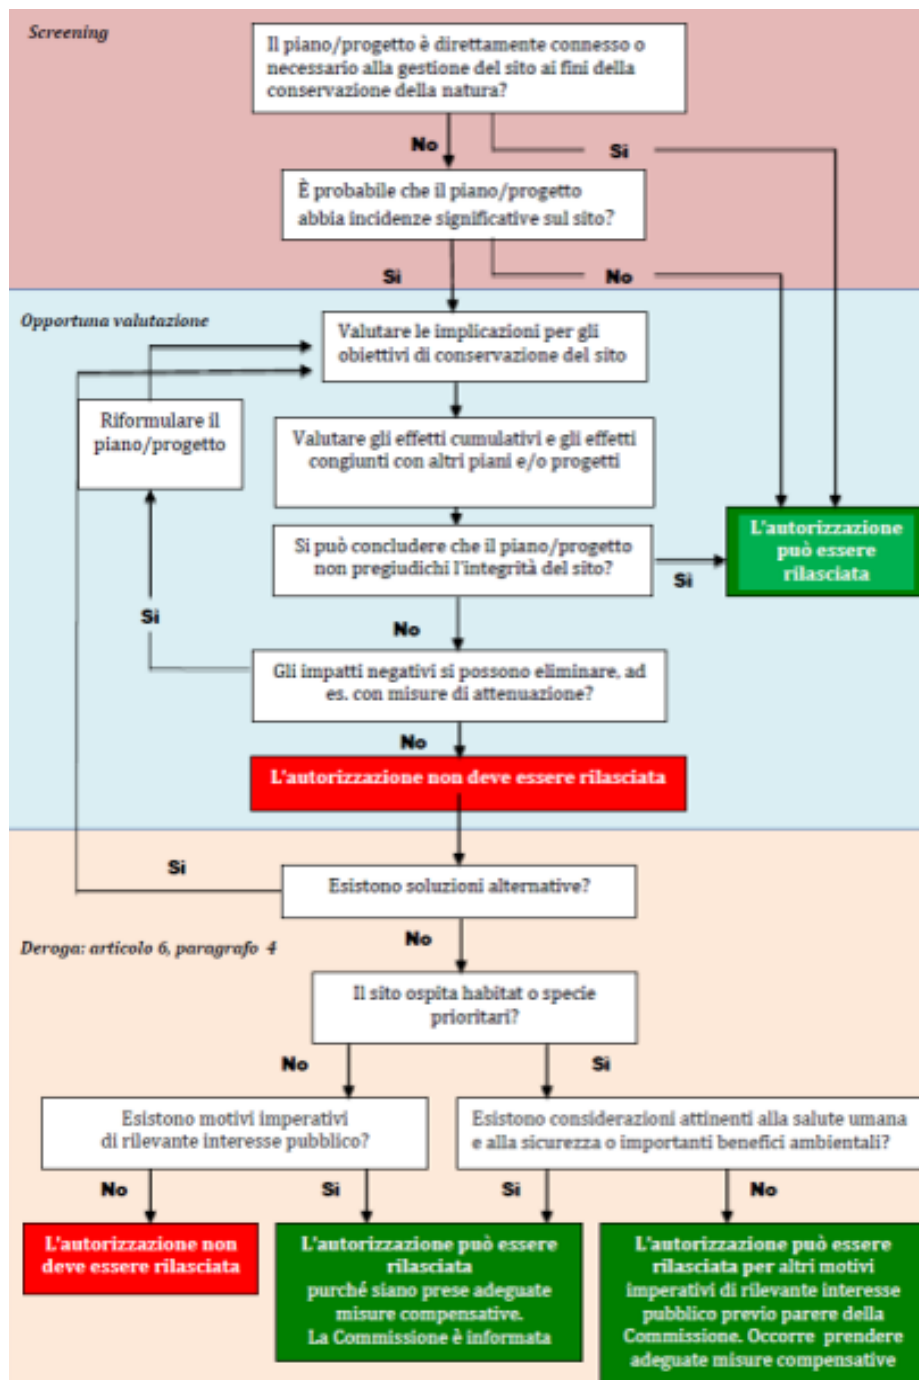 Screening
Il piano/progetto è direttamente connesso o
necessario alla gestione del sito ai fini della
conservazione della natura?
No
Sì
È probabile che il piano/progetto
abbia incidenze significative sul sito?
Sì
No
Opportuna valutazione
Valutare le implicazioni per gli
obiettivi di conservazione del sito
Riformulare il
piano/progetto
Valutare gli effetti cumulativi e gli effetti
congiunti con altri piani e/o progetti
L'autorizzazione
può essere
rilasciata
Si può concludere che il piano/progetto
non pregiudichi l'integrità del sito?
Sì
Sì
No
Gli impatti negativi si possono eliminare, ad
es. con misure di attenuazione?
No
L'autorizzazione non deve essere rilasciata
Sì
Esistono soluzioni alternative?
No
Deroga: articolo 6, paragrafo 4
Il sito ospita habitat o specie
prioritari?
No
Sì
Esistono motivi imperativi
di rilevante interesse pubblico?
Esistono considerazioni attinenti alla salute umana
e alla sicurezza o importanti benefici ambientali?
No
Sì
Sì
No
L'autorizzazione non
deve essere rilasciata
L'autorizzazione può essere
rilasciata
purché siano prese adeguate
misure compensative.
La Commissione è informata
L'autorizzazione può essere
rilasciata per altri motivi
imperativi di rilevante interesse
pubblico previo parere della
Commissione. Occorre prendere
adeguate misure compensative